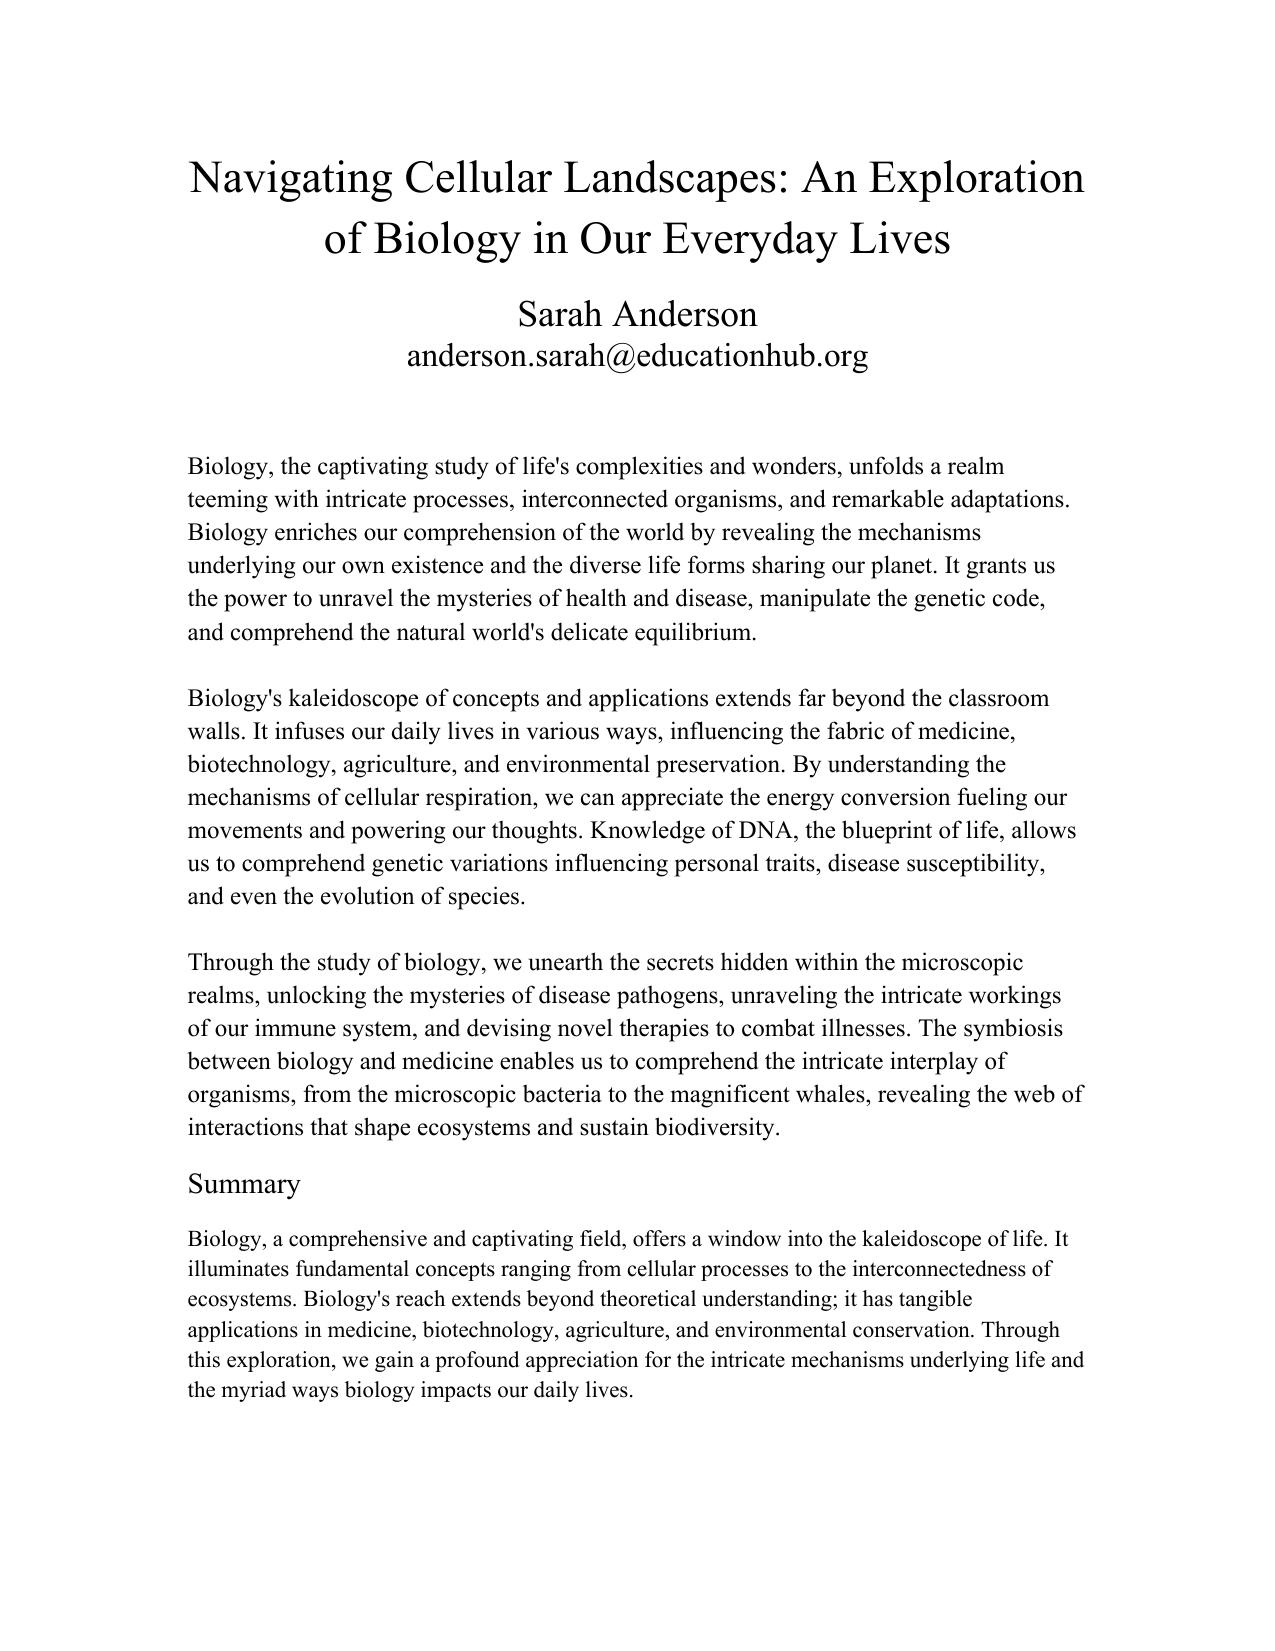 Navigating Cellular Landscapes: An Exploration
of Biology in Our Everyday Lives
Sarah Anderson
anderson.sarah@educationhub.org
Biology, the captivating study of life's complexities and wonders, unfolds a realm
teeming with intricate processes, interconnected organisms, and remarkable adaptations.
Biology enriches our comprehension of the world by revealing the mechanisms
underlying our own existence and the diverse life forms sharing our planet. It grants us
the power to unravel the mysteries of health and disease, manipulate the genetic code,
and comprehend the natural world's delicate equilibrium.
Biology's kaleidoscope of concepts and applications extends far beyond the classroom
walls. It infuses our daily lives in various ways, influencing the fabric of medicine,
biotechnology, agriculture, and environmental preservation. By understanding the
mechanisms of cellular respiration, we can appreciate the energy conversion fueling our
movements and powering our thoughts. Knowledge of DNA, the blueprint of life, allows
us to comprehend genetic variations influencing personal traits, disease susceptibility,
and even the evolution of species.
Through the study of biology, we unearth the secrets hidden within the microscopic
realms, unlocking the mysteries of disease pathogens, unraveling the intricate workings
of our immune system, and devising novel therapies to combat illnesses. The symbiosis
between biology and medicine enables us to comprehend the intricate interplay of
organisms, from the microscopic bacteria to the magnificent whales, revealing the web of
interactions that shape ecosystems and sustain biodiversity.
Summary
Biology, a comprehensive and captivating field, offers a window into the kaleidoscope of life. It
illuminates fundamental concepts ranging from cellular processes to the interconnectedness of
ecosystems. Biology's reach extends beyond theoretical understanding; it has tangible
applications in medicine, biotechnology, agriculture, and environmental conservation. Through
this exploration, we gain a profound appreciation for the intricate mechanisms underlying life and
the myriad ways biology impacts our daily lives.